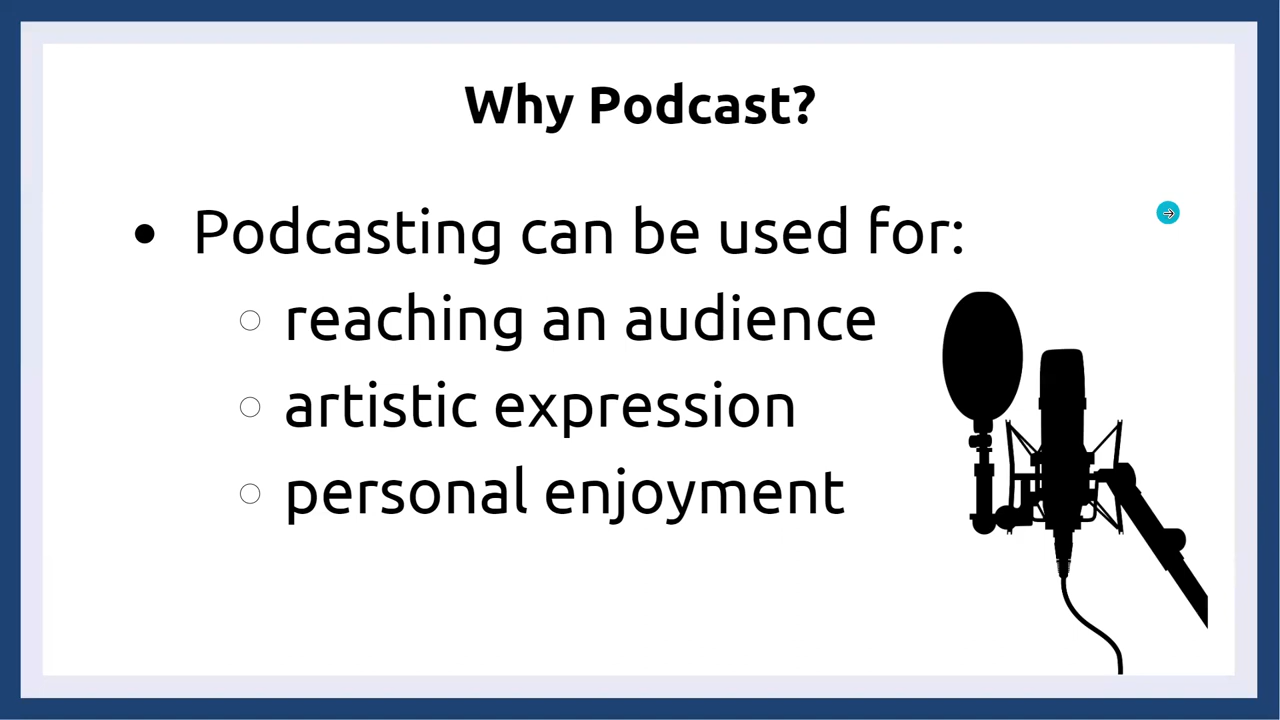 Why Podcast?
Podcasting can be used for:
reaching an audience
artistic expression
personal enjoyment